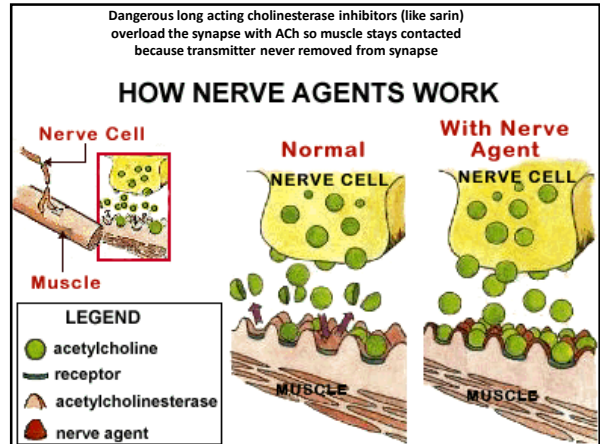 Dangerous long acting cholinesterase inhibitors (like sarin)
overload the synapse with ACh so muscle stays contacted
because transmitter never removed from synapse
HOW NERVE AGENTS WORK
Nerve Cell
Muscle
Normal
NERVE CELL
MUSCLE
With Nerve
Agent
NERVE CELL
MUSCLE
LEGEND
acetylcholine
receptor
acetylcholinesterase
nerve agent